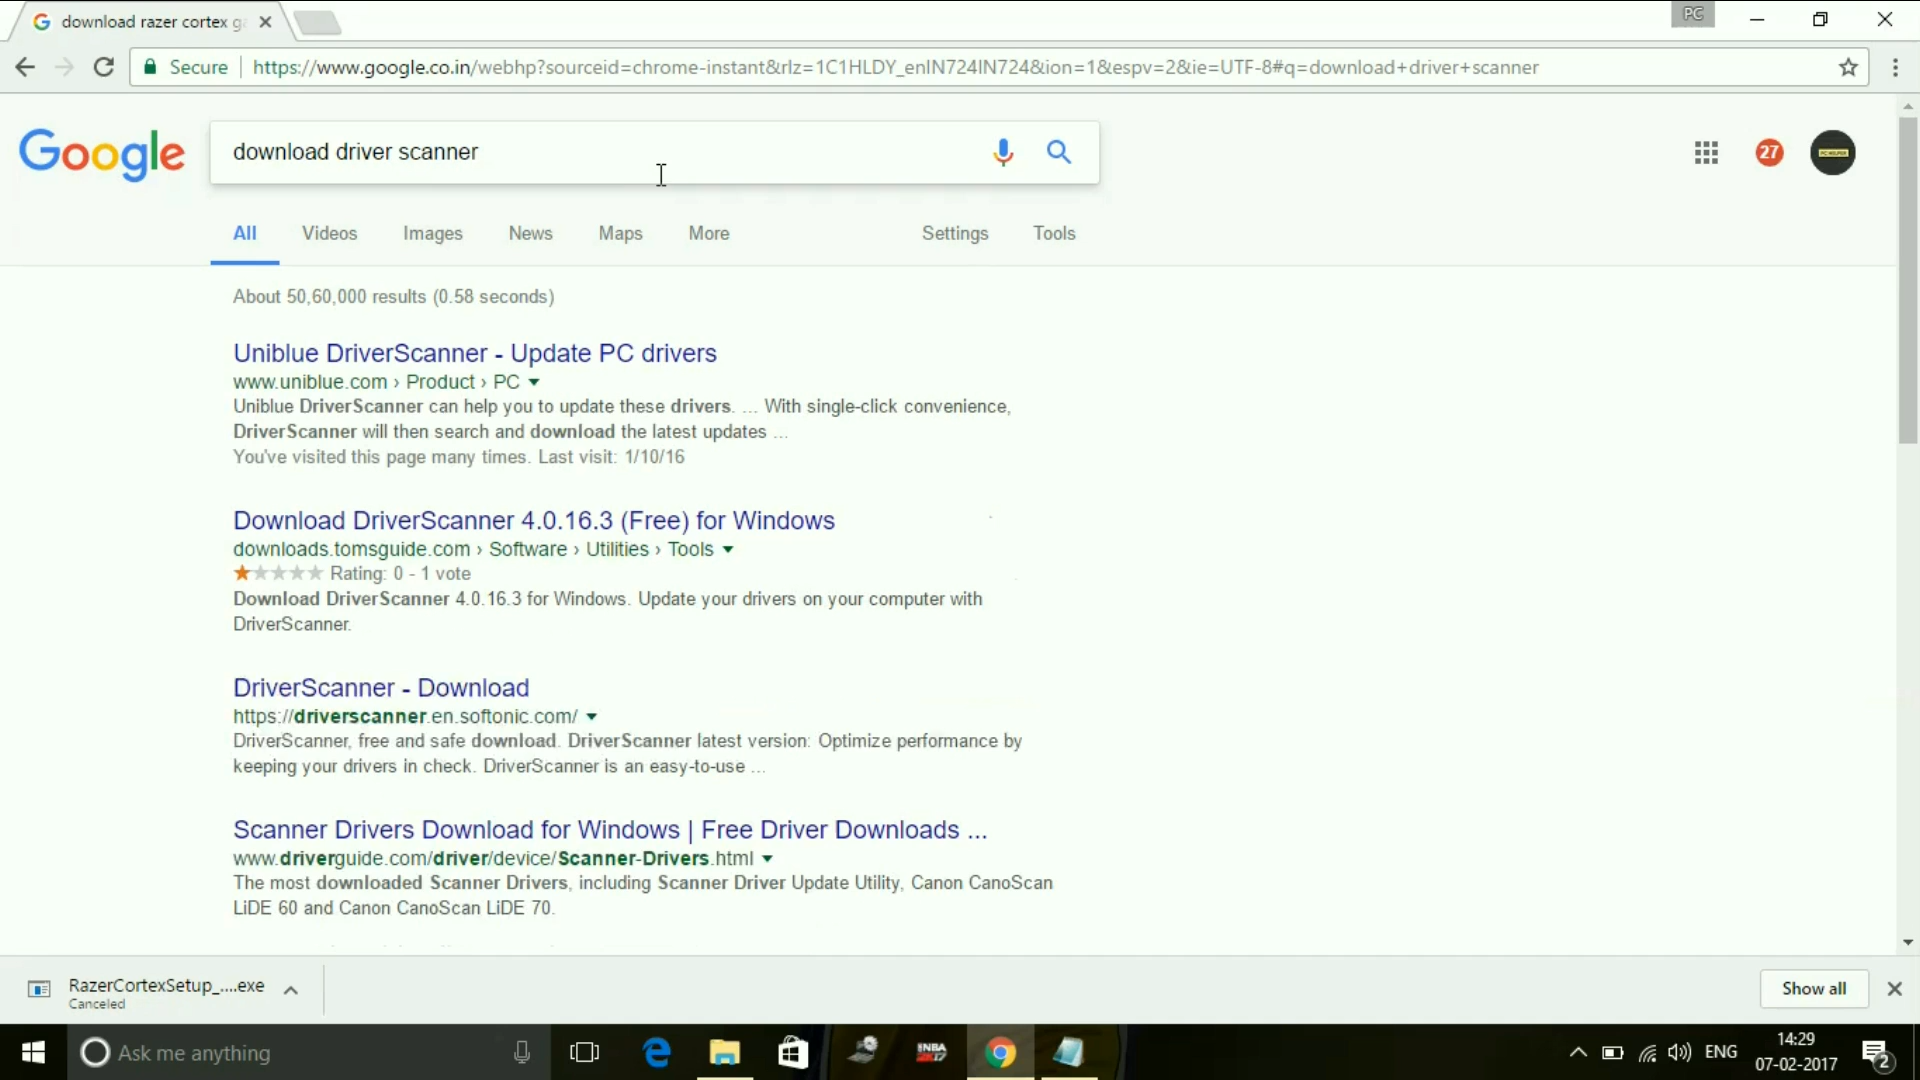 download razer cortex g
PC
Secure
https://www.google.co.in/webhp?sourceid=chrome-instant&rlz=1C1HLDY_enIN724IN724&ion=1&espv=2&ie=UTF-8#q=download+driver+scanner
Google
download driver scanner
27
PC HELPER
All Videos Images News Maps More Settings Tools
About 50,60,000 results (0.58 seconds)
Uniblue DriverScanner - Update PC drivers
www.uniblue.com › Product › PC
Uniblue DriverScanner can help you to update these drivers. ... With single-click convenience,
DriverScanner will then search and download the latest updates ...
You've visited this page many times. Last visit: 1/10/16
Download DriverScanner 4.0.16.3 (Free) for Windows
downloads.tomsguide.com › Software › Utilities › Tools
Rating: 0 - 1 vote
Download DriverScanner 4.0.16.3 for Windows. Update your drivers on your computer with
DriverScanner.
DriverScanner - Download
https://driverscanner.en.softonic.com/
DriverScanner, free and safe download. DriverScanner latest version: Optimize performance by
keeping your drivers in check. DriverScanner is an easy-to-use ...
Scanner Drivers Download for Windows | Free Driver Downloads ...
www.driverguide.com/driver/device/Scanner-Drivers.html
The most downloaded Scanner Drivers, including Scanner Driver Update Utility, Canon CanoScan
LiDE 60 and Canon CanoScan LiDE 70.
RazerCortexSetup_....exe
Canceled
Show all
Ask me anything
NBA
2K17
ENG
14:29
07-02-2017
2